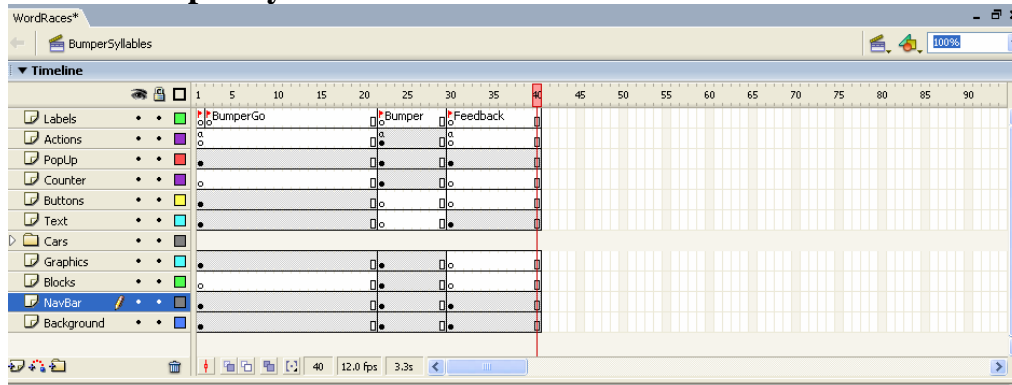 WordRaces*
BumperSyllables
100%
Timeline
1 5 10 15 20 25 30 35 40 45 50 55 60 65 70 75 80 85 90
Labels BumperGo Bumper Feedback
Actions
PopUp
Counter
Buttons
Text
Cars
Graphics
Blocks
NavBar
Background
40 12.0 fps 3.3s